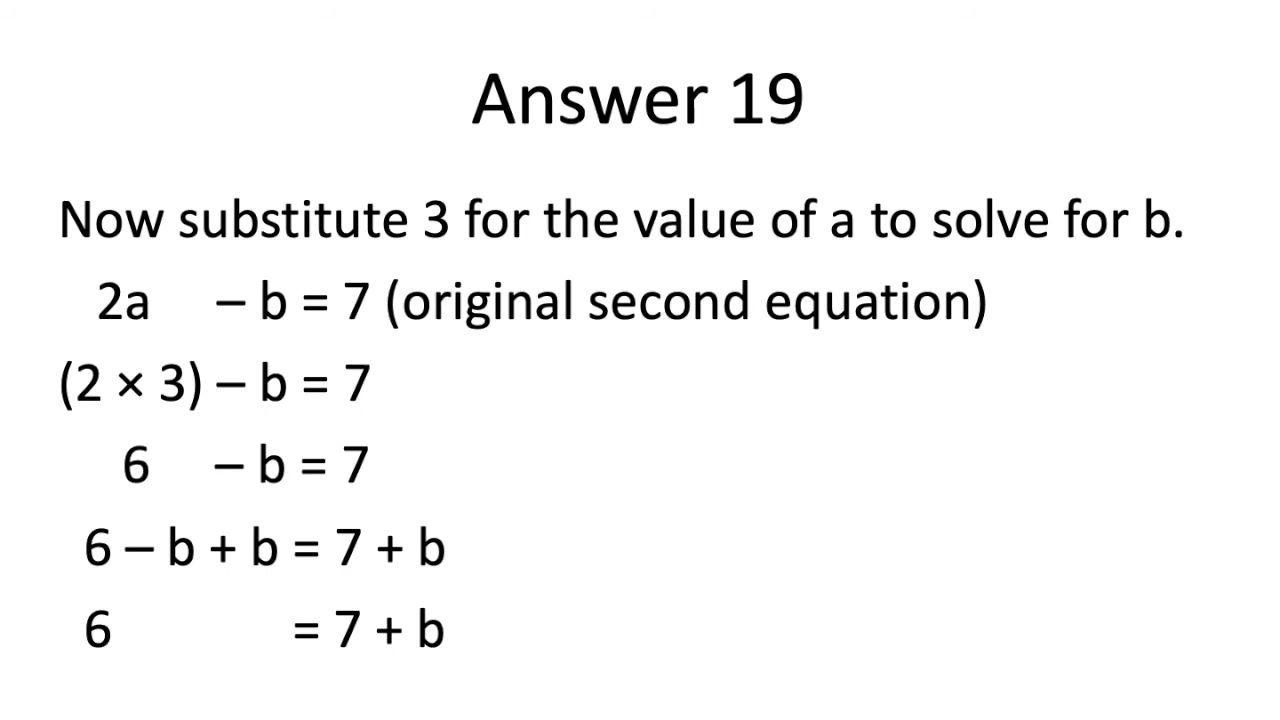 Answer 19
Now substitute 3 for the value of a to solve for b.
2a – b = 7 (original second equation)
(2 × 3) – b = 7
6 – b = 7
6 – b + b = 7 + b
6 = 7 + b